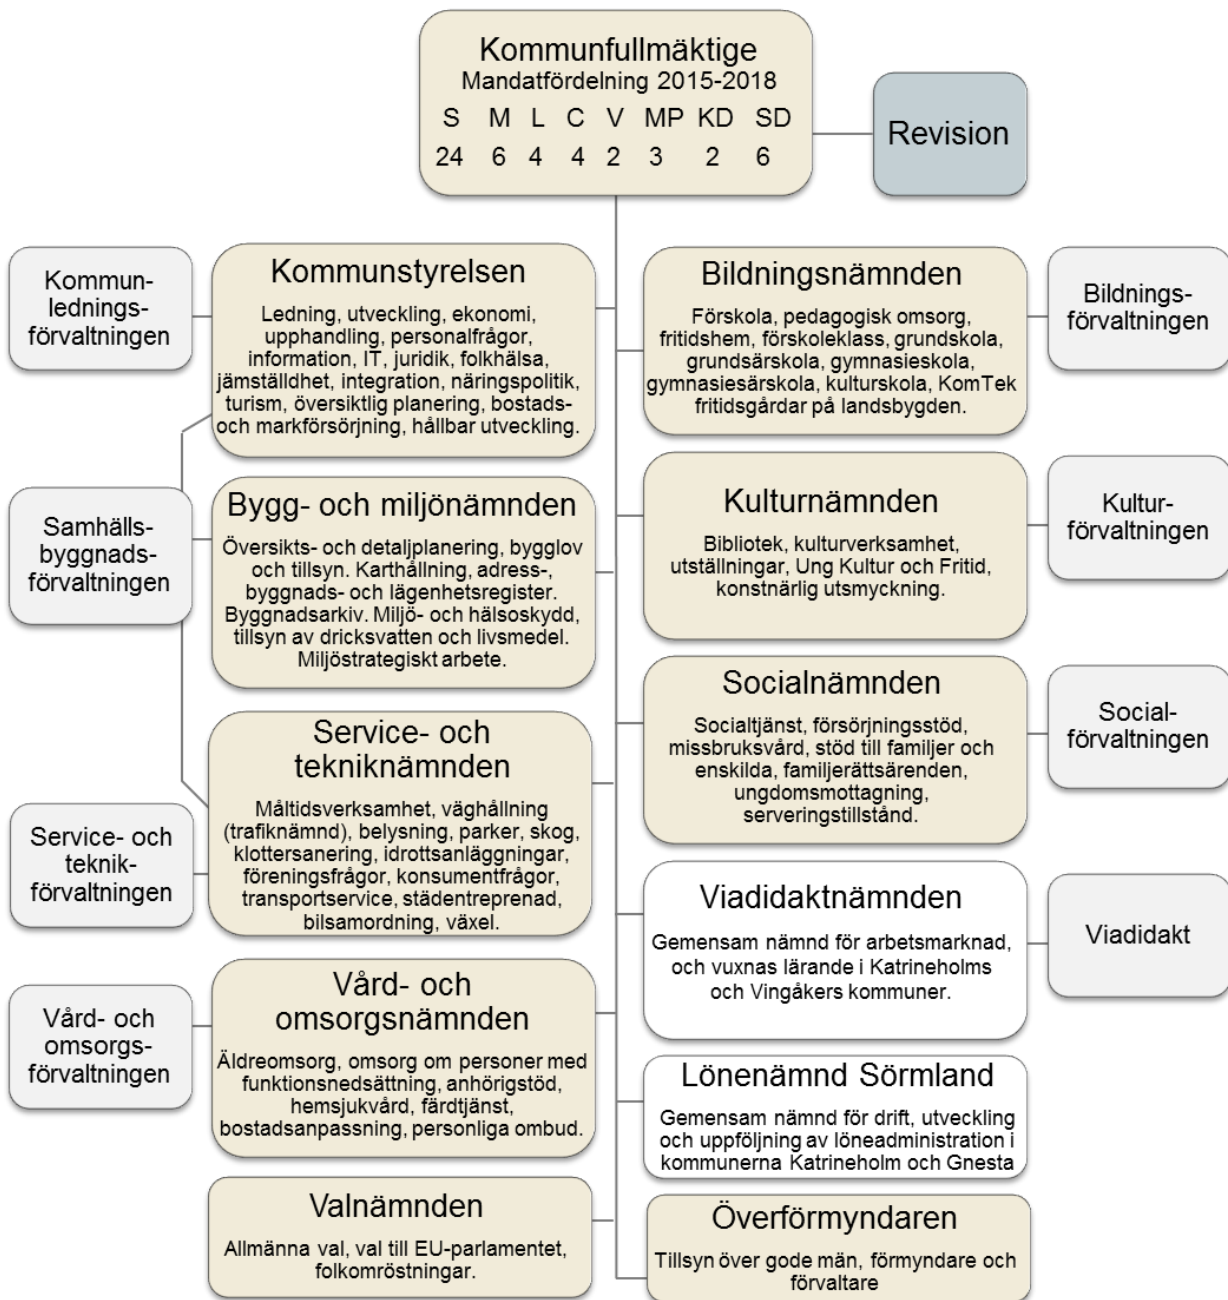 Kommunfullmäktige
Mandatfördelning 2015-2018
S M L C V MP KD SD
24 6 4 4 2 3 2 6
Revision
Kommun-
lednings-
förvaltningen
Kommunstyrelsen
Ledning, utveckling, ekonomi,
upphandling, personalfrågor,
information, IT, juridik, folkhälsa,
jämställdhet, integration, näringspolitik,
turism, översiktlig planering, bostads-
och markförsörjning, hållbar utveckling.
Bildningsnämnden
Förskola, pedagogisk omsorg,
fritidshem, förskoleklass, grundskola,
grundsärskola, gymnasieskola,
gymnasiesärskola, kulturskola, KomTek
fritidsgårdar på landsbygden.
Bildnings-
förvaltningen
Samhälls-
byggnads-
förvaltningen
Bygg- och miljönämnden
Översikts- och detaljplanering, bygglov
och tillsyn. Karthållning, adress-,
byggnads- och lägenhetsregister.
Byggnadsarkiv. Miljö- och hälsoskydd,
tillsyn av dricksvatten och livsmedel.
Miljöstrategiskt arbete.
Kulturnämnden
Bibliotek, kulturverksamhet,
utställningar, Ung Kultur och Fritid,
konstnärlig utsmyckning.
Kultur-
förvaltningen
Service- och
teknik-
förvaltningen
Service- och
tekniknämnden
Måltidsverksamhet, väghållning
(trafiknämnd), belysning, parker, skog,
klottersanering, idrottsanläggningar,
föreningsfrågor, konsumentfrågor,
transportservice, städentreprenad,
bilsamordning, växel.
Socialnämnden
Socialtjänst, försörjningsstöd,
missbruksvård, stöd till familjer och
enskilda, familjerättsärenden,
ungdomsmottagning,
serveringstillstånd.
Social-
förvaltningen
Viadidaktnämnden
Gemensam nämnd för arbetsmarknad,
och vuxnas lärande i Katrineholms
och Vingåkers kommuner.
Viadidakt
Vård- och
omsorgs-
förvaltningen
Vård- och
omsorgsnämnden
Äldreomsorg, omsorg om personer med
funktionsnedsättning, anhörigstöd,
hemsjukvård, färdtjänst,
bostadsanpassning, personliga ombud.
Lönenämnd Sörmland
Gemensam nämnd för drift, utveckling
och uppföljning av löneadministration i
kommunerna Katrineholm och Gnesta
Valnämnden
Allmänna val, val till EU-parlamentet,
folkomröstningar.
Överförmyndaren
Tillsyn över gode män, förmyndare och
förvaltare